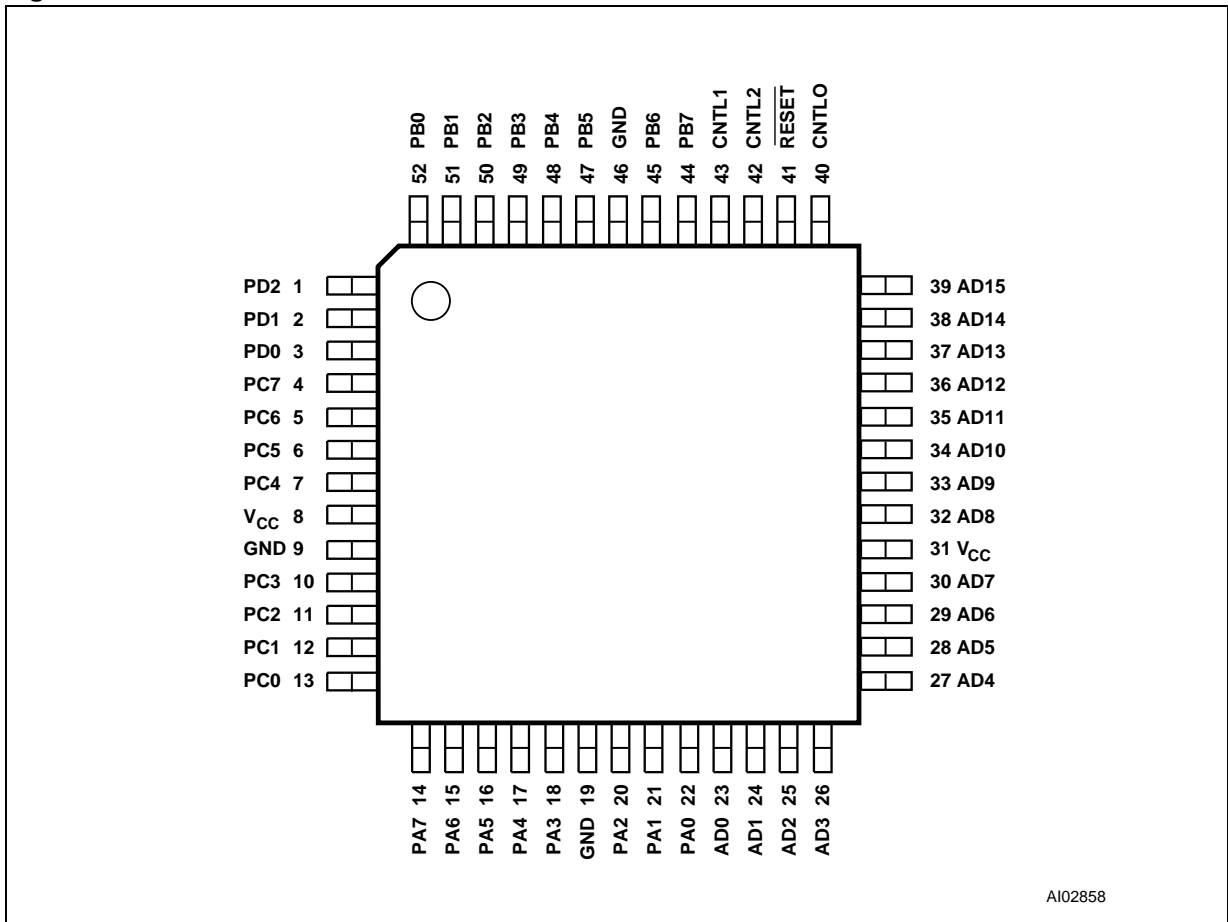 52 PB0
51 PB1
50 PB2
49 PB3
48 PB4
47 PB5
46 GND
45 PB6
44 PB7
43 CNTL1
42 CNTL2
41 RESET
40 CNTLO
PD2 1
PD1 2
PD0 3
PC7 4
PC6 5
PC5 6
PC4 7
VCC 8
GND 9
PC3 10
PC2 11
PC1 12
PC0 13
39 AD15
38 AD14
37 AD13
36 AD12
35 AD11
34 AD10
33 AD9
32 AD8
31 VCC
30 AD7
29 AD6
28 AD5
27 AD4
PA7 14
PA6 15
PA5 16
PA4 17
PA3 18
GND 19
PA2 20
PA1 21
PA0 22
AD0 23
AD1 24
AD2 25
AD3 26
AI02858